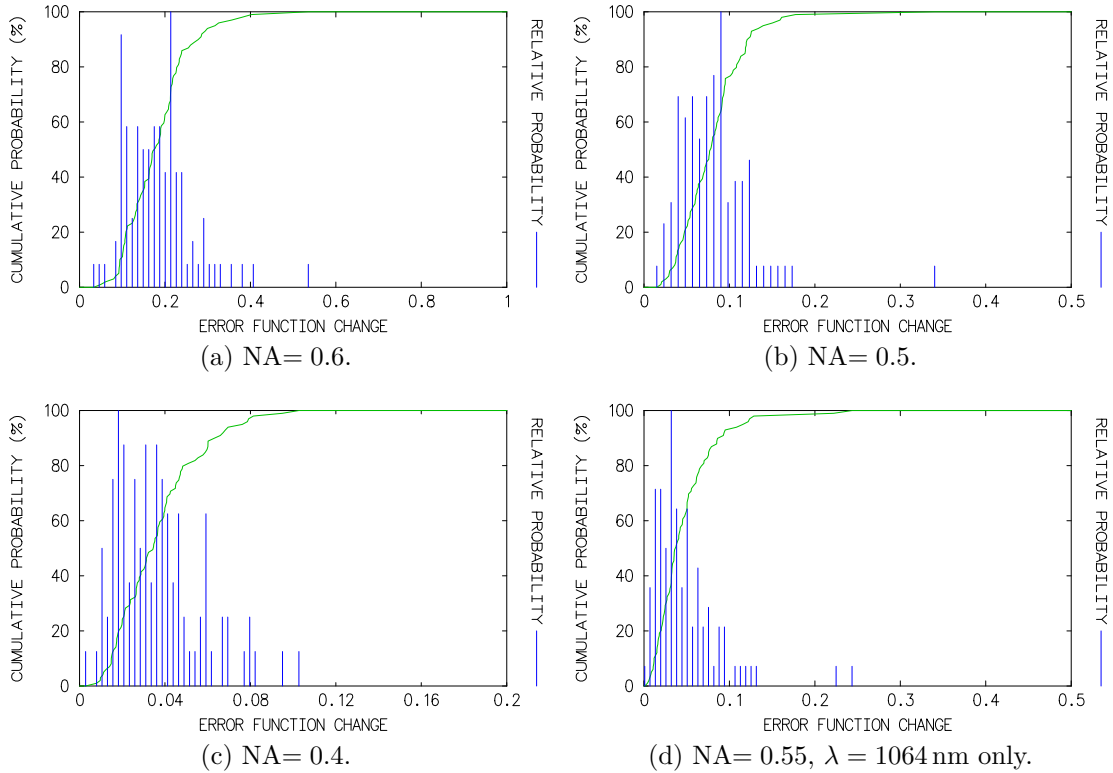 CUMULATIVE PROBABILITY (%)
100
80
60
40
20
0
0 0.2 0.4 0.6 0.8 1
ERROR FUNCTION CHANGE
RELATIVE PROBABILITY
(a) NA= 0.6.
CUMULATIVE PROBABILITY (%)
100
80
60
40
20
0
0 0.1 0.2 0.3 0.4 0.5
ERROR FUNCTION CHANGE
RELATIVE PROBABILITY
(b) NA= 0.5.
CUMULATIVE PROBABILITY (%)
100
80
60
40
20
0
0 0.04 0.08 0.12 0.16 0.2
ERROR FUNCTION CHANGE
RELATIVE PROBABILITY
(c) NA= 0.4.
CUMULATIVE PROBABILITY (%)
100
80
60
40
20
0
0 0.1 0.2 0.3 0.4 0.5
ERROR FUNCTION CHANGE
RELATIVE PROBABILITY
(d) NA= 0.55, λ = 1064 nm only.